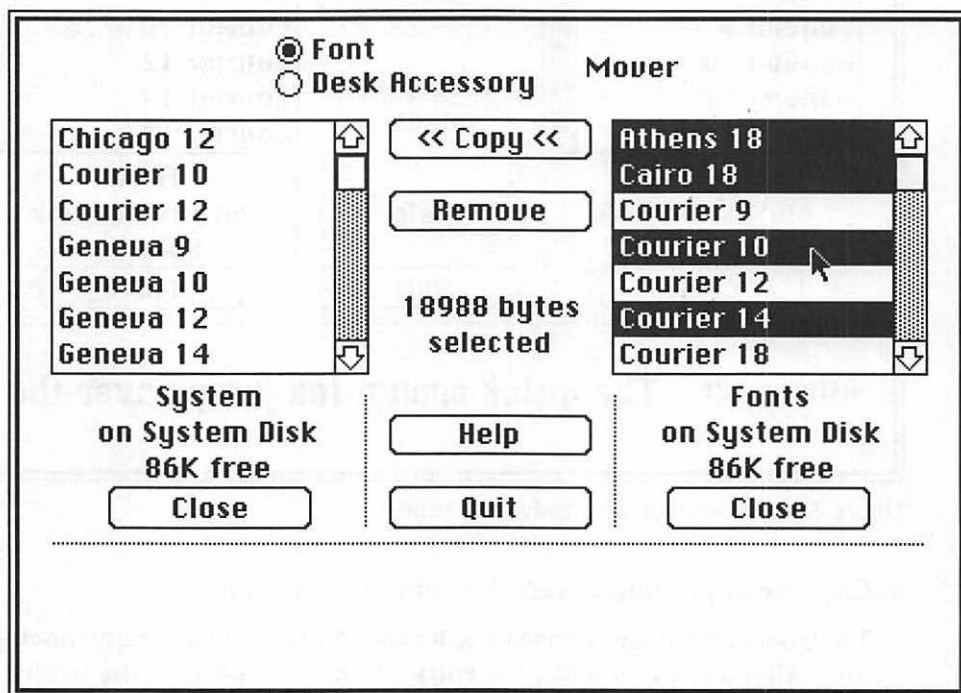 Font
Desk Accessory
Mover
Chicago 12
Courier 10
Courier 12
Geneva 9
Geneva 10
Geneva 12
Geneva 14
System
on System Disk
86K free
Close
<< Copy <<
Remove
18988 bytes
selected
Help
Quit
Athens 18
Cairo 18
Courier 9
Courier 10
Courier 12
Courier 14
Courier 18
Fonts
on System Disk
86K free
Close